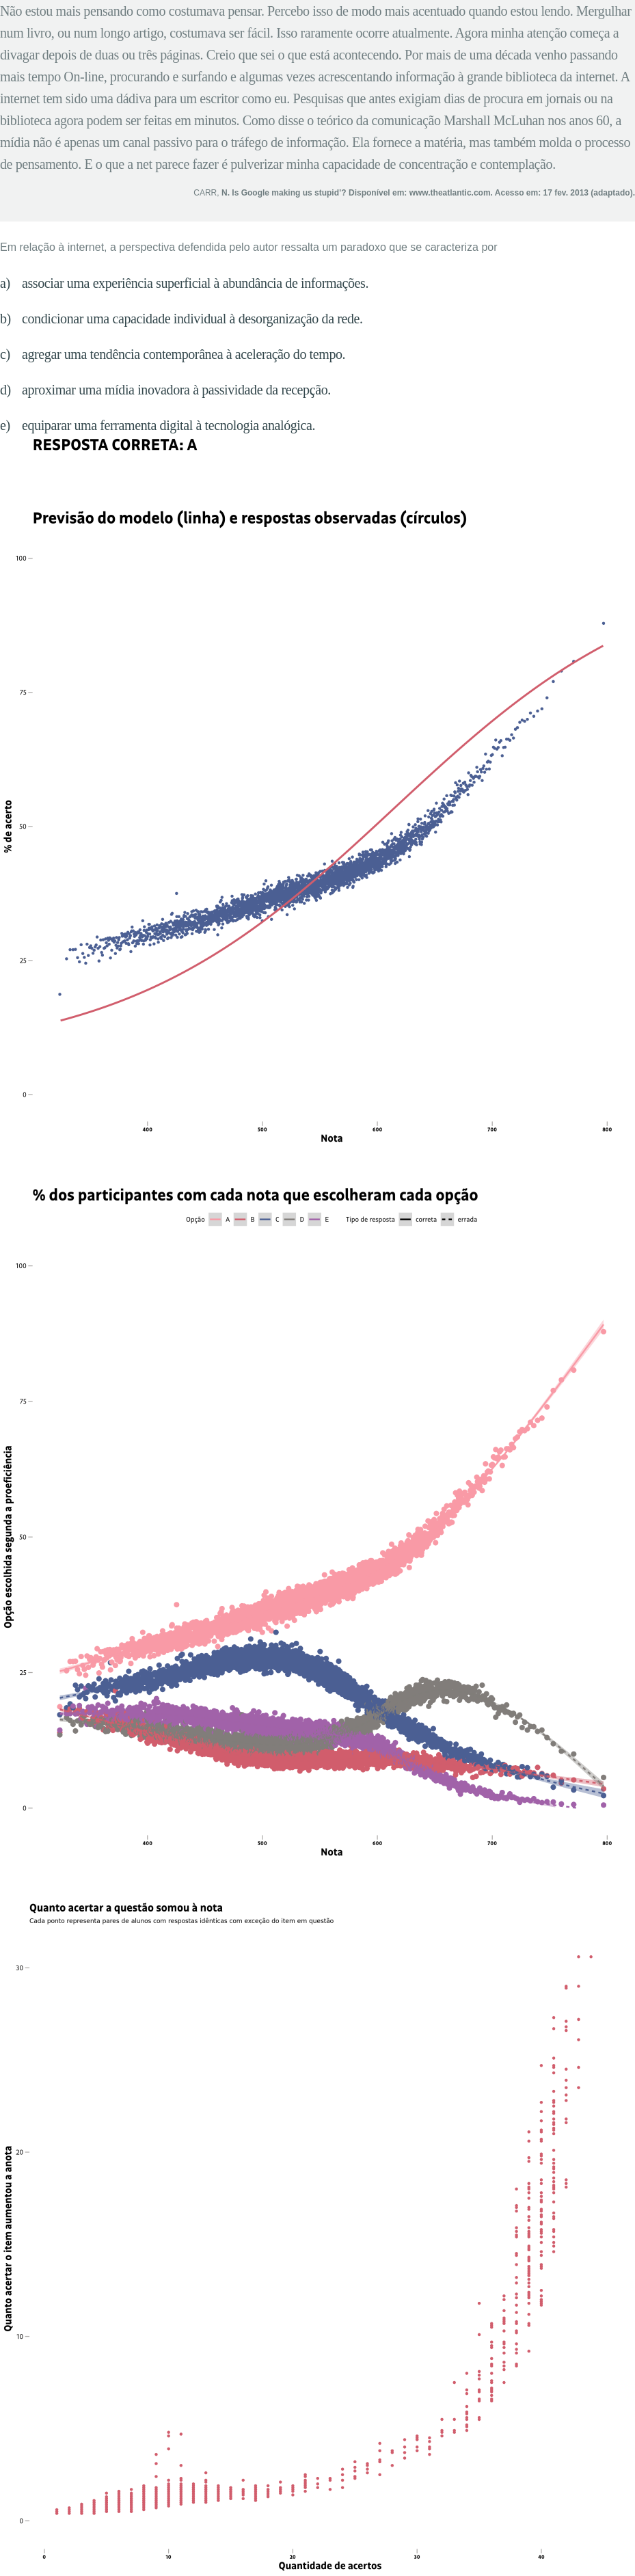 Não estou mais pensando como costumava pensar. Percebo isso de modo mais acentuado quando estou lendo. Mergulhar
num livro, ou num longo artigo, costumava ser fácil. Isso raramente ocorre atualmente. Agora minha atenção começa a
divagar depois de duas ou três páginas. Creio que sei o que está acontecendo. Por mais de uma década venho passando
mais tempo On-line, procurando e surfando e algumas vezes acrescentando informação à grande biblioteca da internet. A
internet tem sido uma dádiva para um escritor como eu. Pesquisas que antes exigiam dias de procura em jornais ou na
biblioteca agora podem ser feitas em minutos. Como disse o teórico da comunicação Marshall McLuhan nos anos 60, a
mídia não é apenas um canal passivo para o tráfego de informação. Ela fornece a matéria, mas também molda o processo
de pensamento. E o que a net parece fazer é pulverizar minha capacidade de concentração e contemplação.
CARR, N. Is Google making us stupid'? Disponível em: www.theatlantic.com. Acesso em: 17 fev. 2013 (adaptado).
Em relação à internet, a perspectiva defendida pelo autor ressalta um paradoxo que se caracteriza por
a) associar uma experiência superficial à abundância de informações.
b) condicionar uma capacidade individual à desorganização da rede.
c) agregar uma tendência contemporânea à aceleração do tempo.
d) aproximar uma mídia inovadora à passividade da recepção.
e) equiparar uma ferramenta digital à tecnologia analógica.
RESPOSTA CORRETA: A
Previsão do modelo (linha) e respostas observadas (círculos)
100
75
50
25
0
% de acerto
400 500 600 700 800
Nota
% dos participantes com cada nota que escolheram cada opção
Opção A B C D E Tipo de resposta correta errada
100
75
50
25
0
Opção escolhida segunda a proeficiência
400 500 600 700 800
Nota
Quanto acertar a questão somou à nota
Cada ponto representa pares de alunos com respostas idênticas com exceção do item em questão
30
20
10
0
Quanto acertar o item aumentou a anota
0 10 20 30 40
Quantidade de acertos